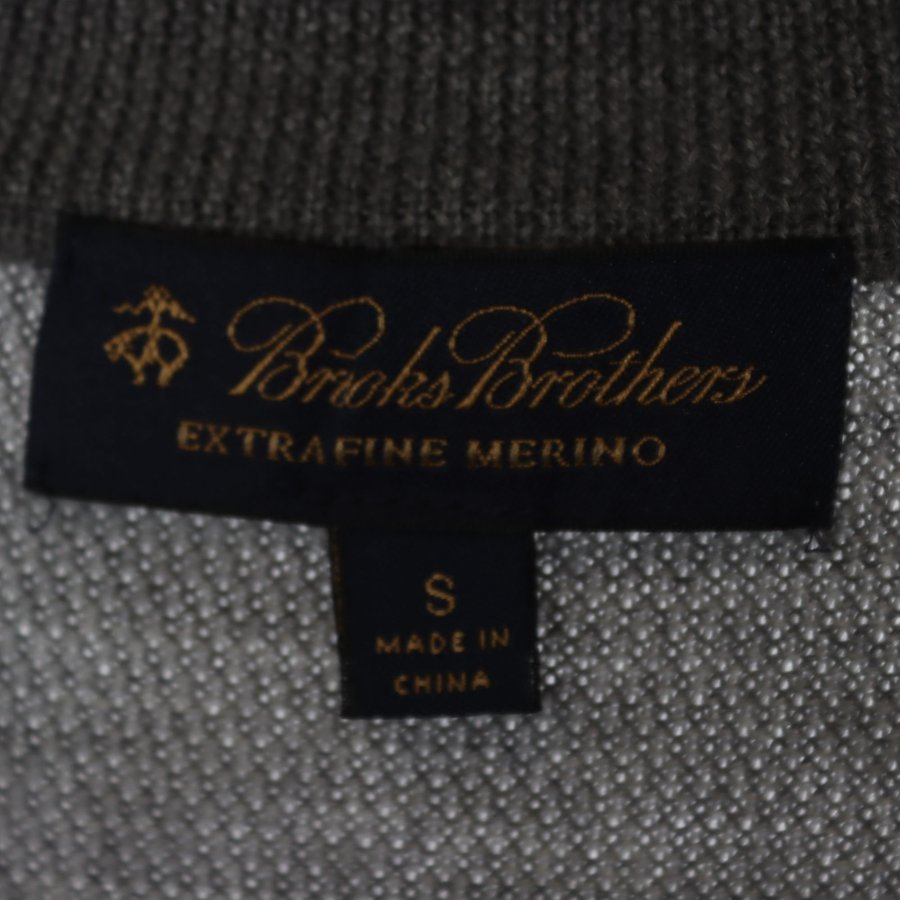 Brooks Brothers
EXTRAFINE MERINO
S
MADE IN
CHINA